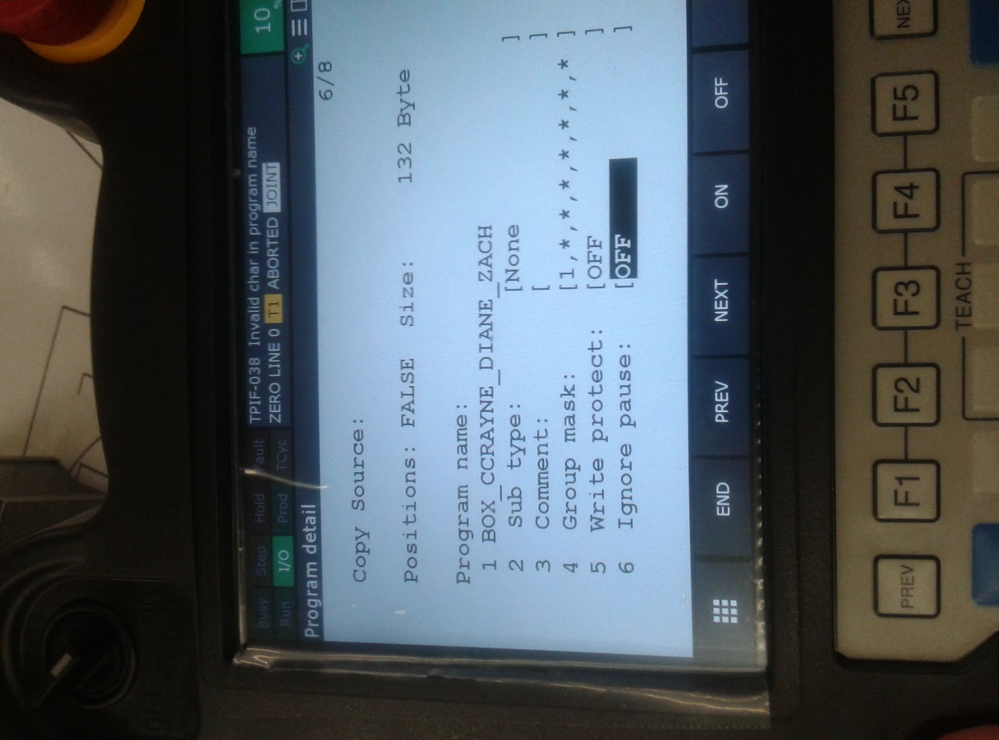 Busy Step Hold Fault
Run I/O Prod TCyc
TPIF-038 Invalid char in program name
ZERO LINE 0 T1 ABORTED JOINT
10 %
Program detail
6/8
Copy Source:
Positions: FALSE Size: 132 Byte
Program name:
1 BOX_CCRAYNE_DIANE_ZACH
2 Sub type: [None ]
3 Comment: [ ]
4 Group mask: [1,*,*,*,*,*,*,* ]
5 Write protect: [OFF ]
6 Ignore pause: [OFF ]
END PREV NEXT ON OFF
PREV F1 F2 F3 F4 F5
TEACH